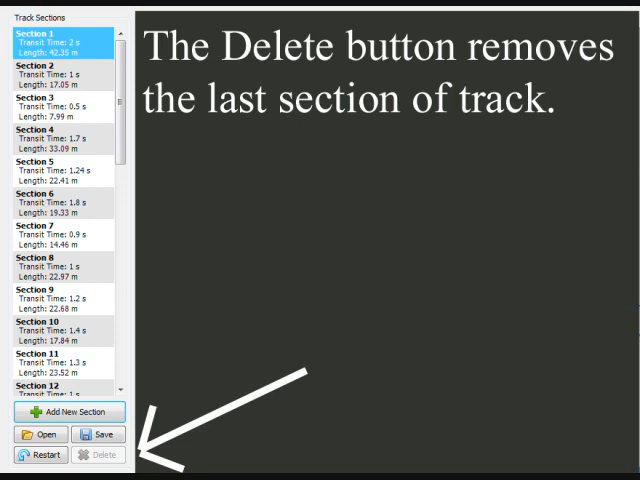 Track Sections
Section 1
Transit Time: 2 s
Length: 42.35 m
Section 2
Transit Time: 1 s
Length: 17.05 m
Section 3
Transit Time: 0.5 s
Length: 7.99 m
Section 4
Transit Time: 1.7 s
Length: 33.09 m
Section 5
Transit Time: 1.24 s
Length: 22.41 m
Section 6
Transit Time: 1.8 s
Length: 19.33 m
Section 7
Transit Time: 0.9 s
Length: 14.46 m
Section 8
Transit Time: 1 s
Length: 22.97 m
Section 9
Transit Time: 1.2 s
Length: 22.68 m
Section 10
Transit Time: 1.4 s
Length: 17.84 m
Section 11
Transit Time: 1.3 s
Length: 23.52 m
Section 12
Transit Time: 1 s
Add New Section
Open Save
Restart Delete
The Delete button removes
the last section of track.